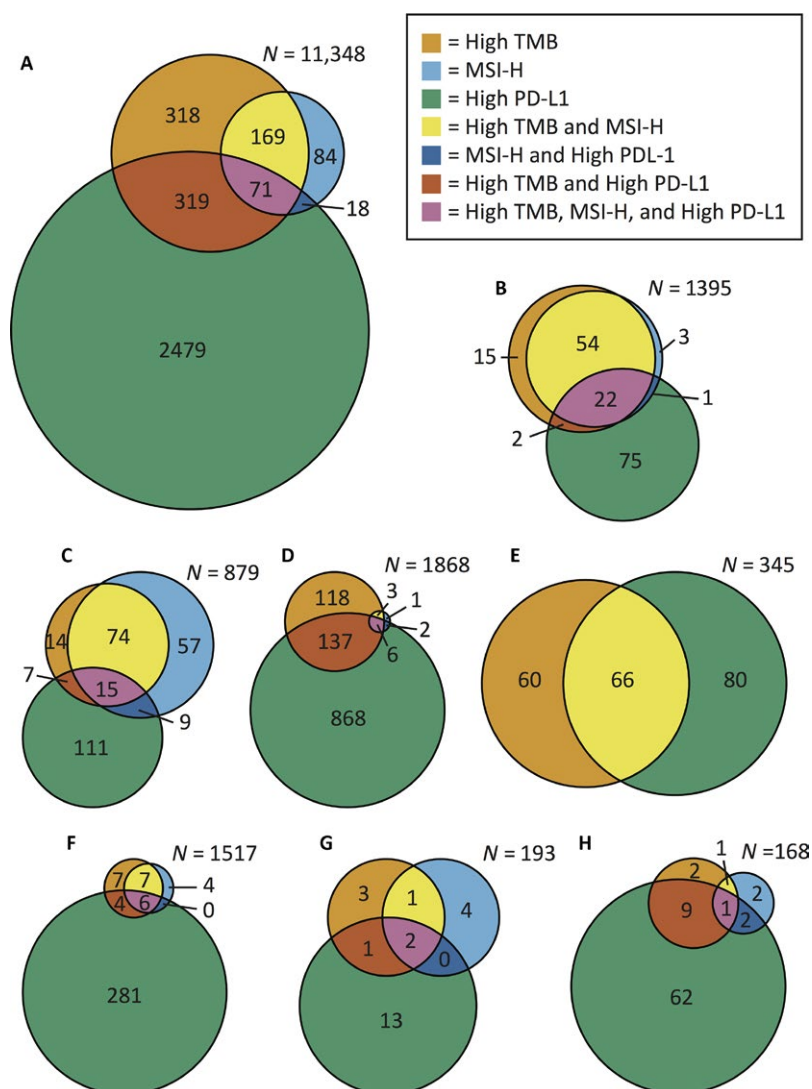 A
N = 11,348
318
169
84
319
71
18
2479
= High TMB
= MSI-H
= High PD-L1
= High TMB and MSI-H
= MSI-H and High PDL-1
= High TMB and High PD-L1
= High TMB, MSI-H, and High PD-L1
B
N = 1395
15
54
3
22
1
2
75
C
N = 879
14
74
57
7
15
9
111
D
N = 1868
118
3
1
2
137
6
868
E
N = 345
60
66
80
F
N = 1517
7
7
4
4
6
0
281
G
N = 193
3
1
4
1
2
0
13
H
1
N =168
2
2
9
1
2
62